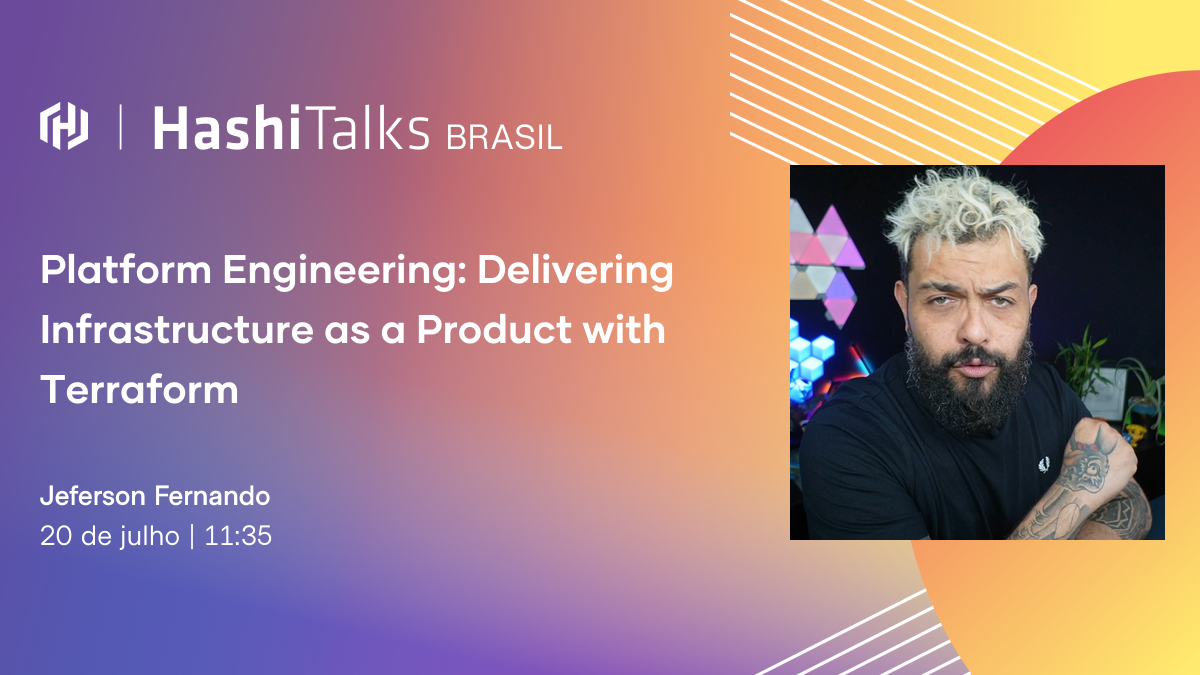 HashiTalks BRASIL
Platform Engineering: Delivering
Infrastructure as a Product with
Terraform
Jeferson Fernando
20 de julho | 11:35